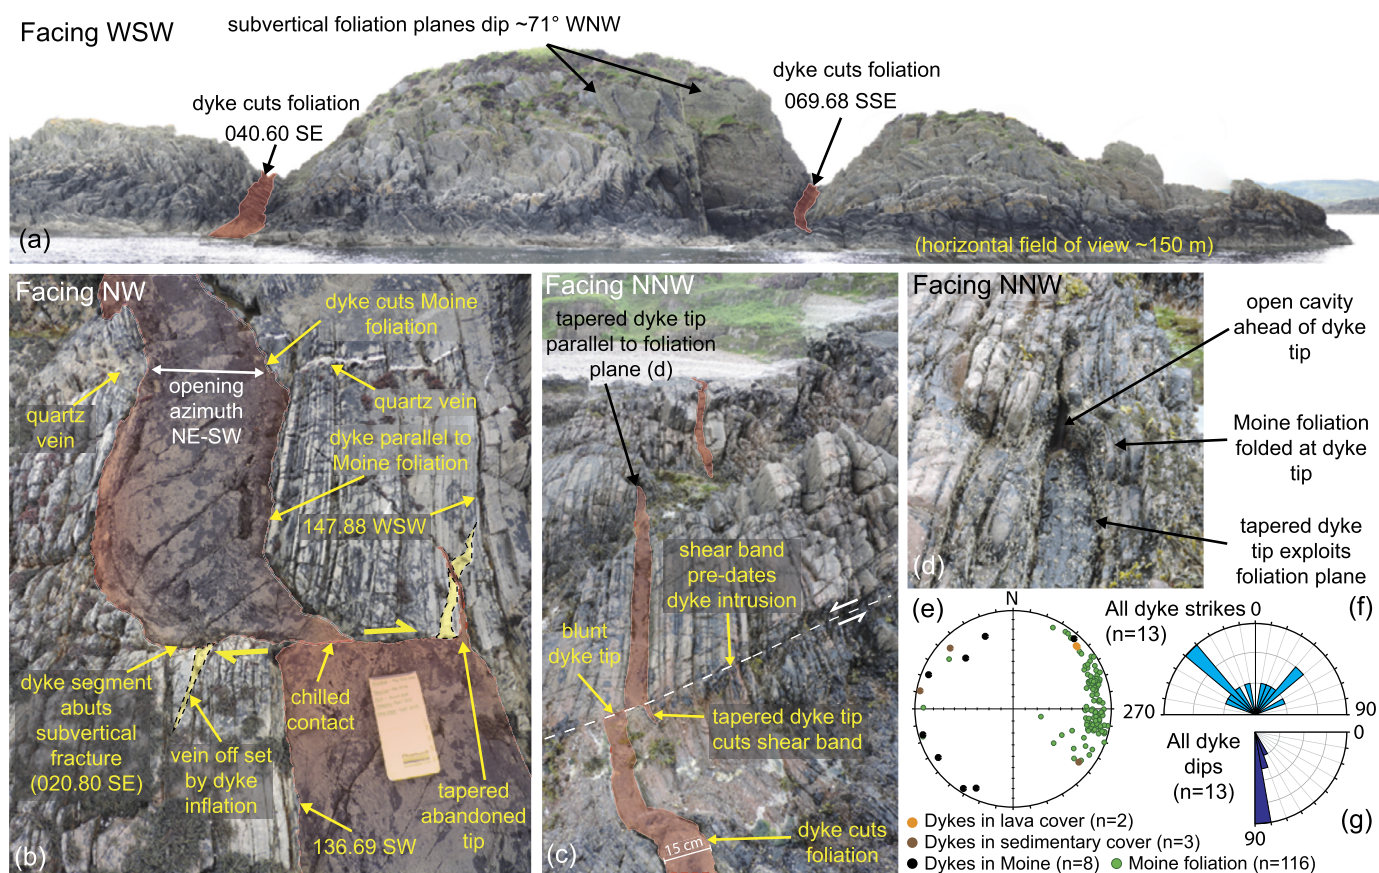 Facing WSW
subvertical foliation planes dip ~71° WNW
dyke cuts foliation
040.60 SE
dyke cuts foliation
069.68 SSE
(a)
(horizontal field of view ~150 m)
Facing NW
dyke cuts Moine
foliation
opening
azimuth
NE-SW
quartz
vein
quartz vein
dyke parallel to
Moine foliation
147.88 WSW
dyke segment
abuts
subvertical
fracture
(020.80 SE)
vein off set
by dyke
inflation
chilled
contact
tapered
abandoned
tip
136.69 SW
(b)
Facing NNW
tapered dyke tip
parallel to foliation
plane (d)
shear band
pre-dates
dyke intrusion
blunt
dyke tip
tapered dyke tip
cuts shear band
dyke cuts
foliation
15 cm
(c)
Facing NNW
open cavity
ahead of dyke
tip
Moine foliation
folded at dyke
tip
tapered dyke
tip exploits
foliation plane
(d)
(e)
N
Dykes in lava cover (n=2)
Dykes in sedimentary cover (n=3)
Dykes in Moine (n=8)
Moine foliation (n=116)
All dyke strikes
(n=13)
0
270
90
(f)
All dyke
dips
(n=13)
0
90
(g)